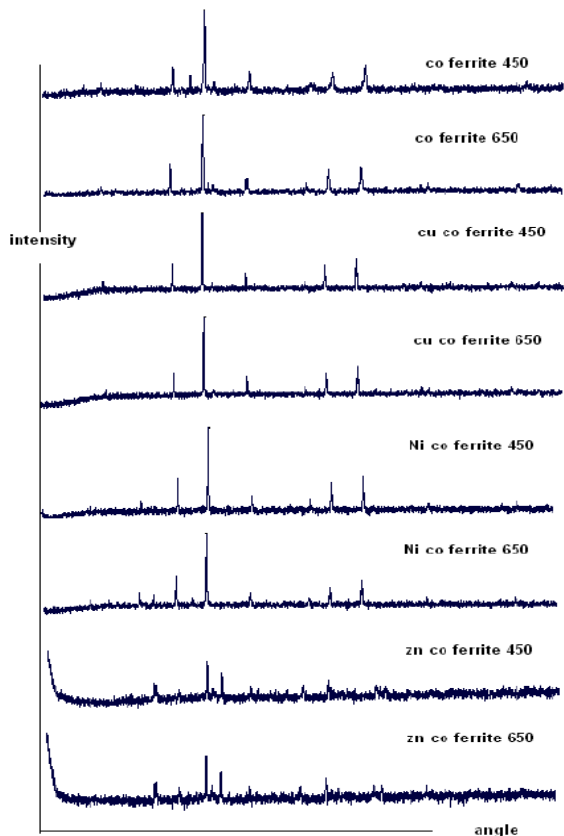 co ferrite 450
co ferrite 650
intensity
cu co ferrite 450
cu co ferrite 650
Ni co ferrite 450
Ni co ferrite 650
zn co ferrite 450
zn co ferrite 650
angle